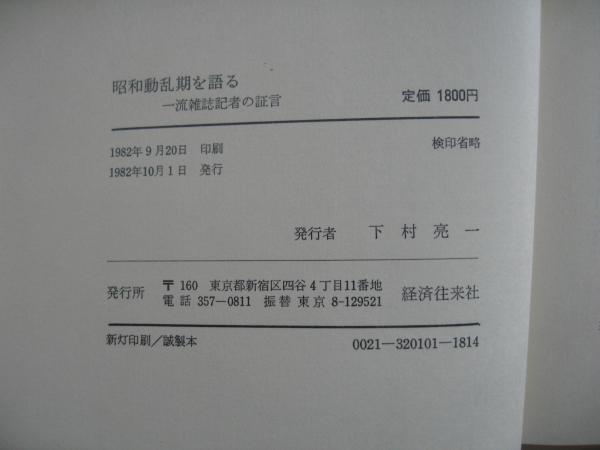 昭和動乱期を語る
一流雑誌記者の証言
定価 1800円
1982年9月20日 印刷
検印省略
1982年10月1日 発行
発行者 下村亮一
発行所 〒160 東京都新宿区四谷4丁目11番地
電話 357―0811 振替 東京 8-129521
経済往来社
新灯印刷/誠製本
0021―320101―1814